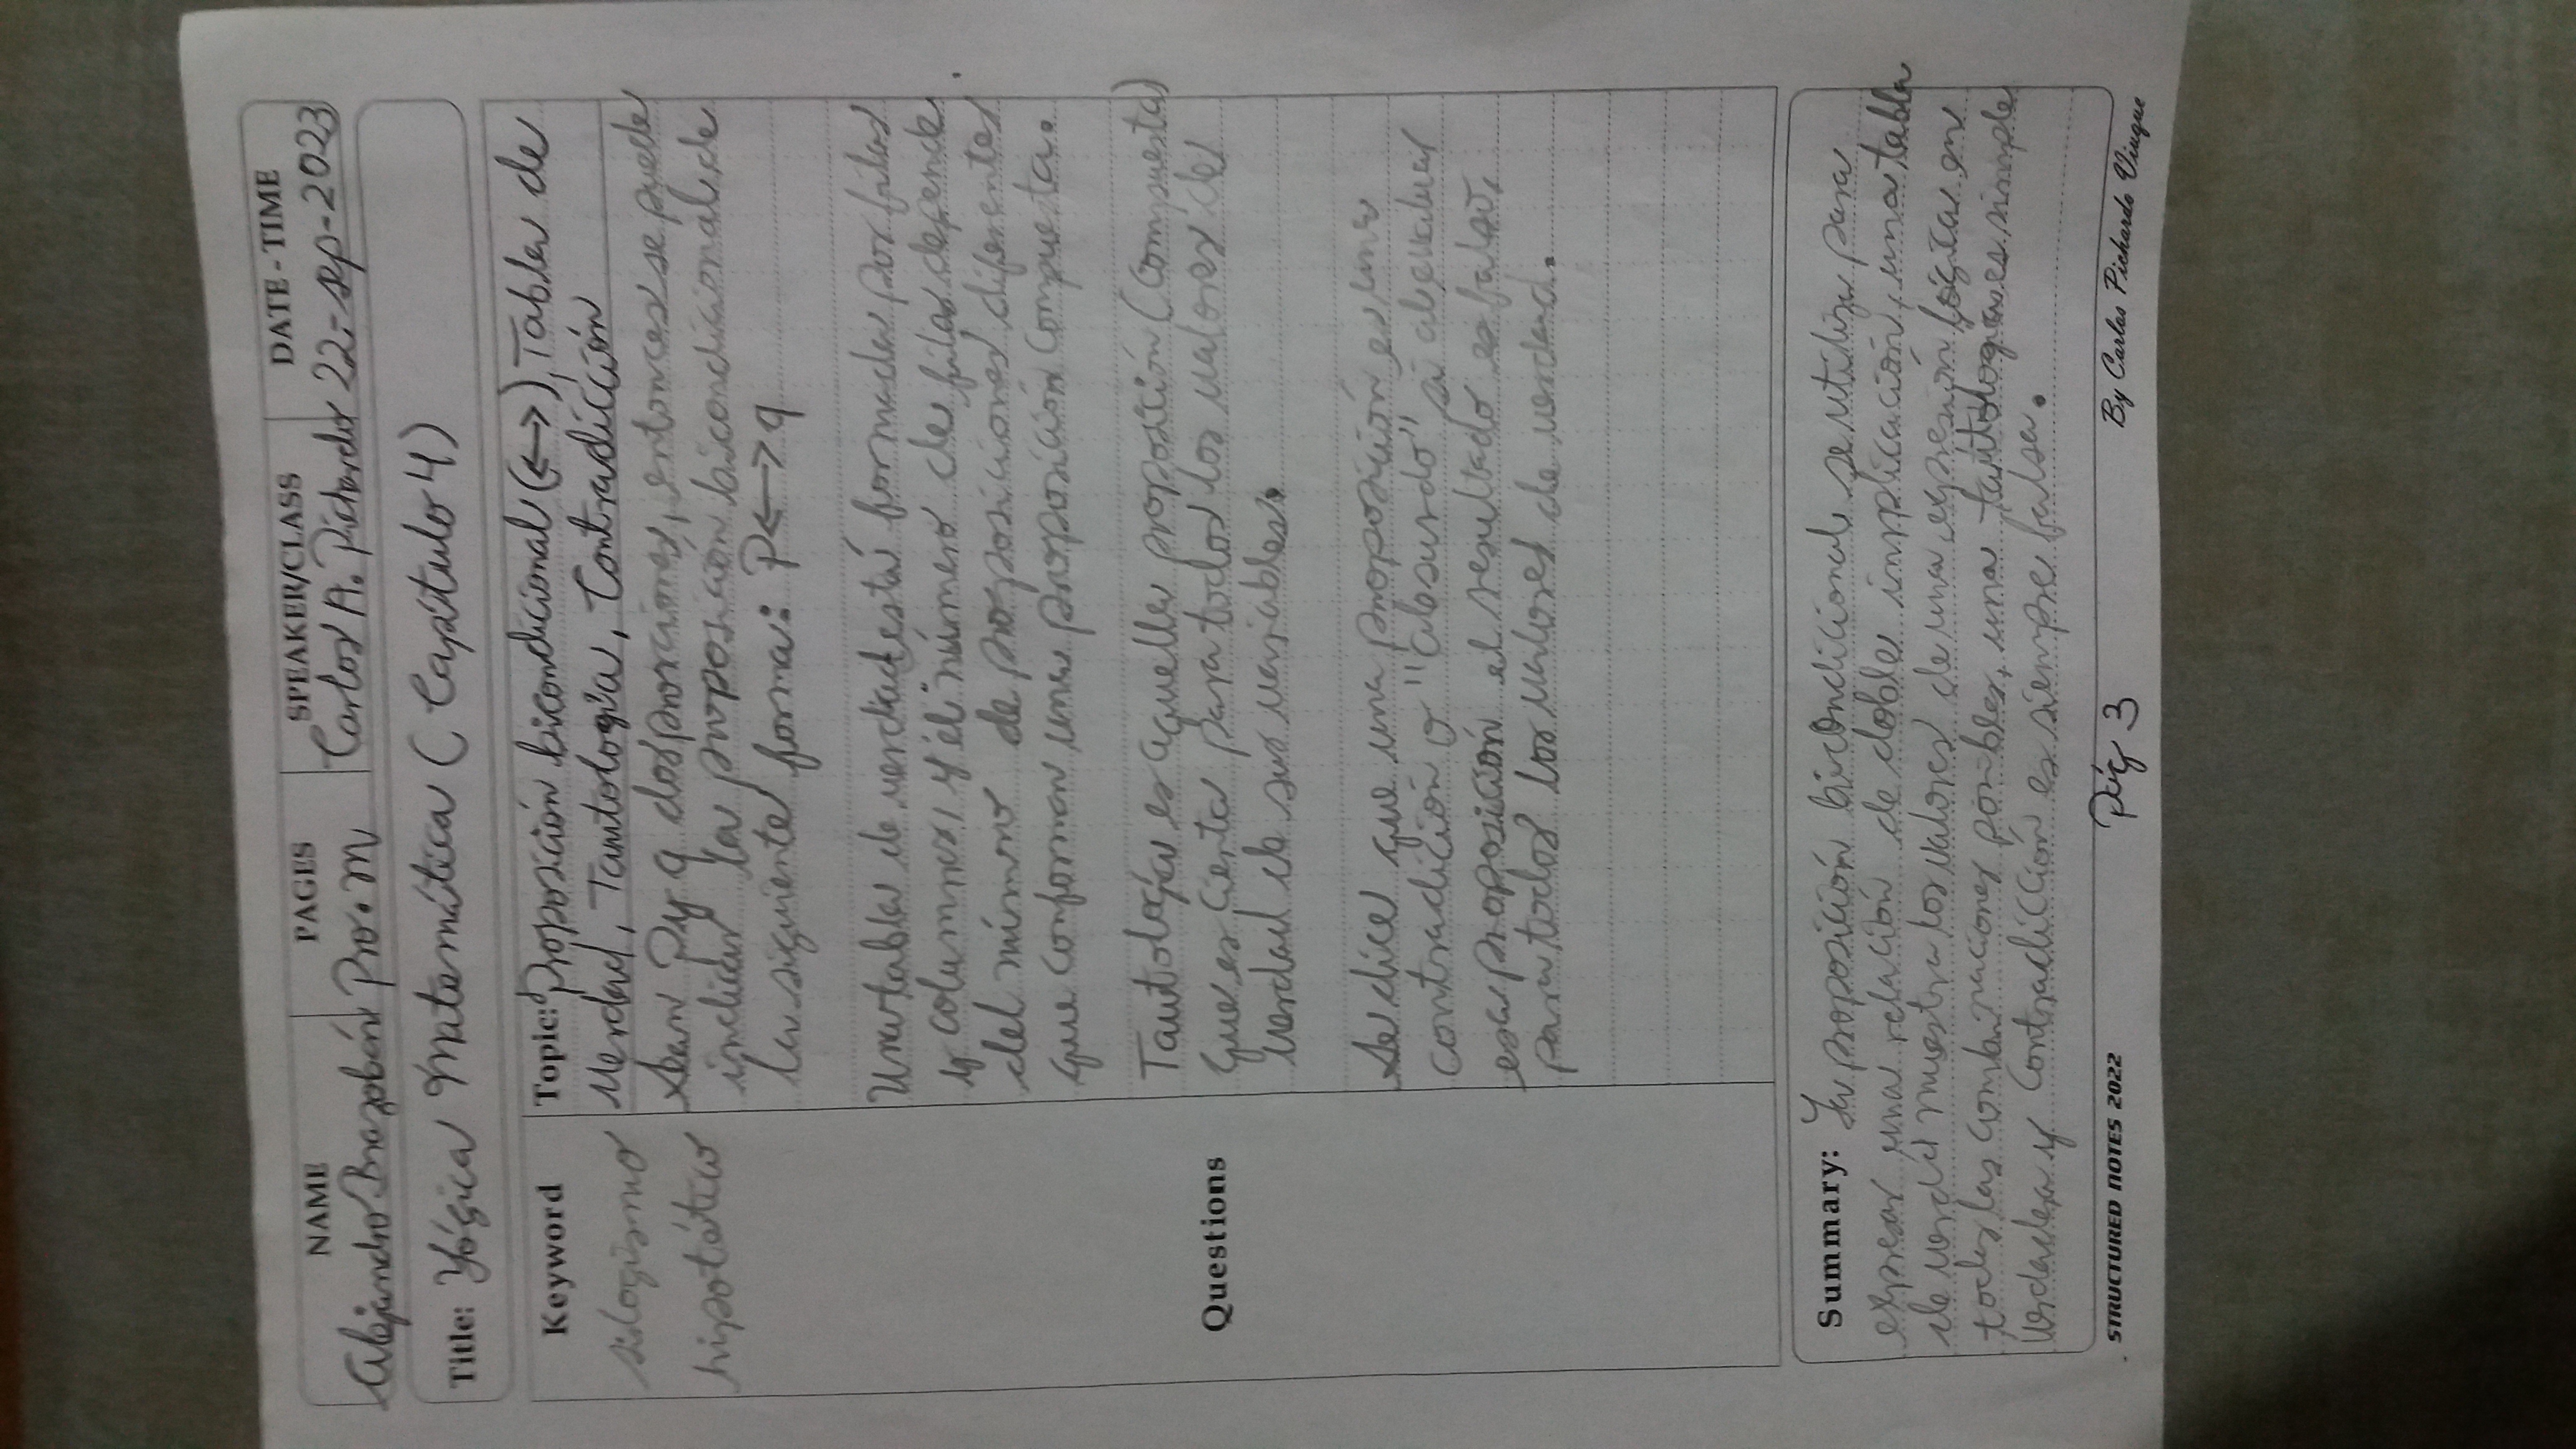 NAME PAGES SPEAKER/CLASS DATE - TIME
Alejandro Brazobán Pro. M Carlos A. Pichardo 22-sep-2023
Title: Lógica Matemática (Capítulo 4)
Keyword
silogismo
hipotético
Topic: Proposición bicondicional (↔), Tabla de
Verdad, Tautología, Contradicción
Sean P y q dos porciones, entonces se puede
indicar la proposición bicondicional de
la siguiente forma: P↔q
Una tabla de verdad está formada por filas
y columnas, y el número de filas depende
del número de proposiciones diferentes
que conforman una proposición compuesta.
Tautología es aquella proposición (compuesta)
que es cierta para todos los valores de
verdad de sus variables.
Questions
Se dice que una proposición es una
contradición o "absurdo" si al evaluar
esa proposición el resultado es falso,
para todos los valores de verdad.
Summary: La proposición bicondicional se utiliza para
expresar una relación de doble implicación, una tabla
de verdad muestra los valores de una expresión lógica en
todas las combinaciones posibles, una tautología es simple
verdadera y contradicción es siempre falsa.
STRUCTURED NOTES 2022 Pág 3 By Carlos Pichardo Viuque